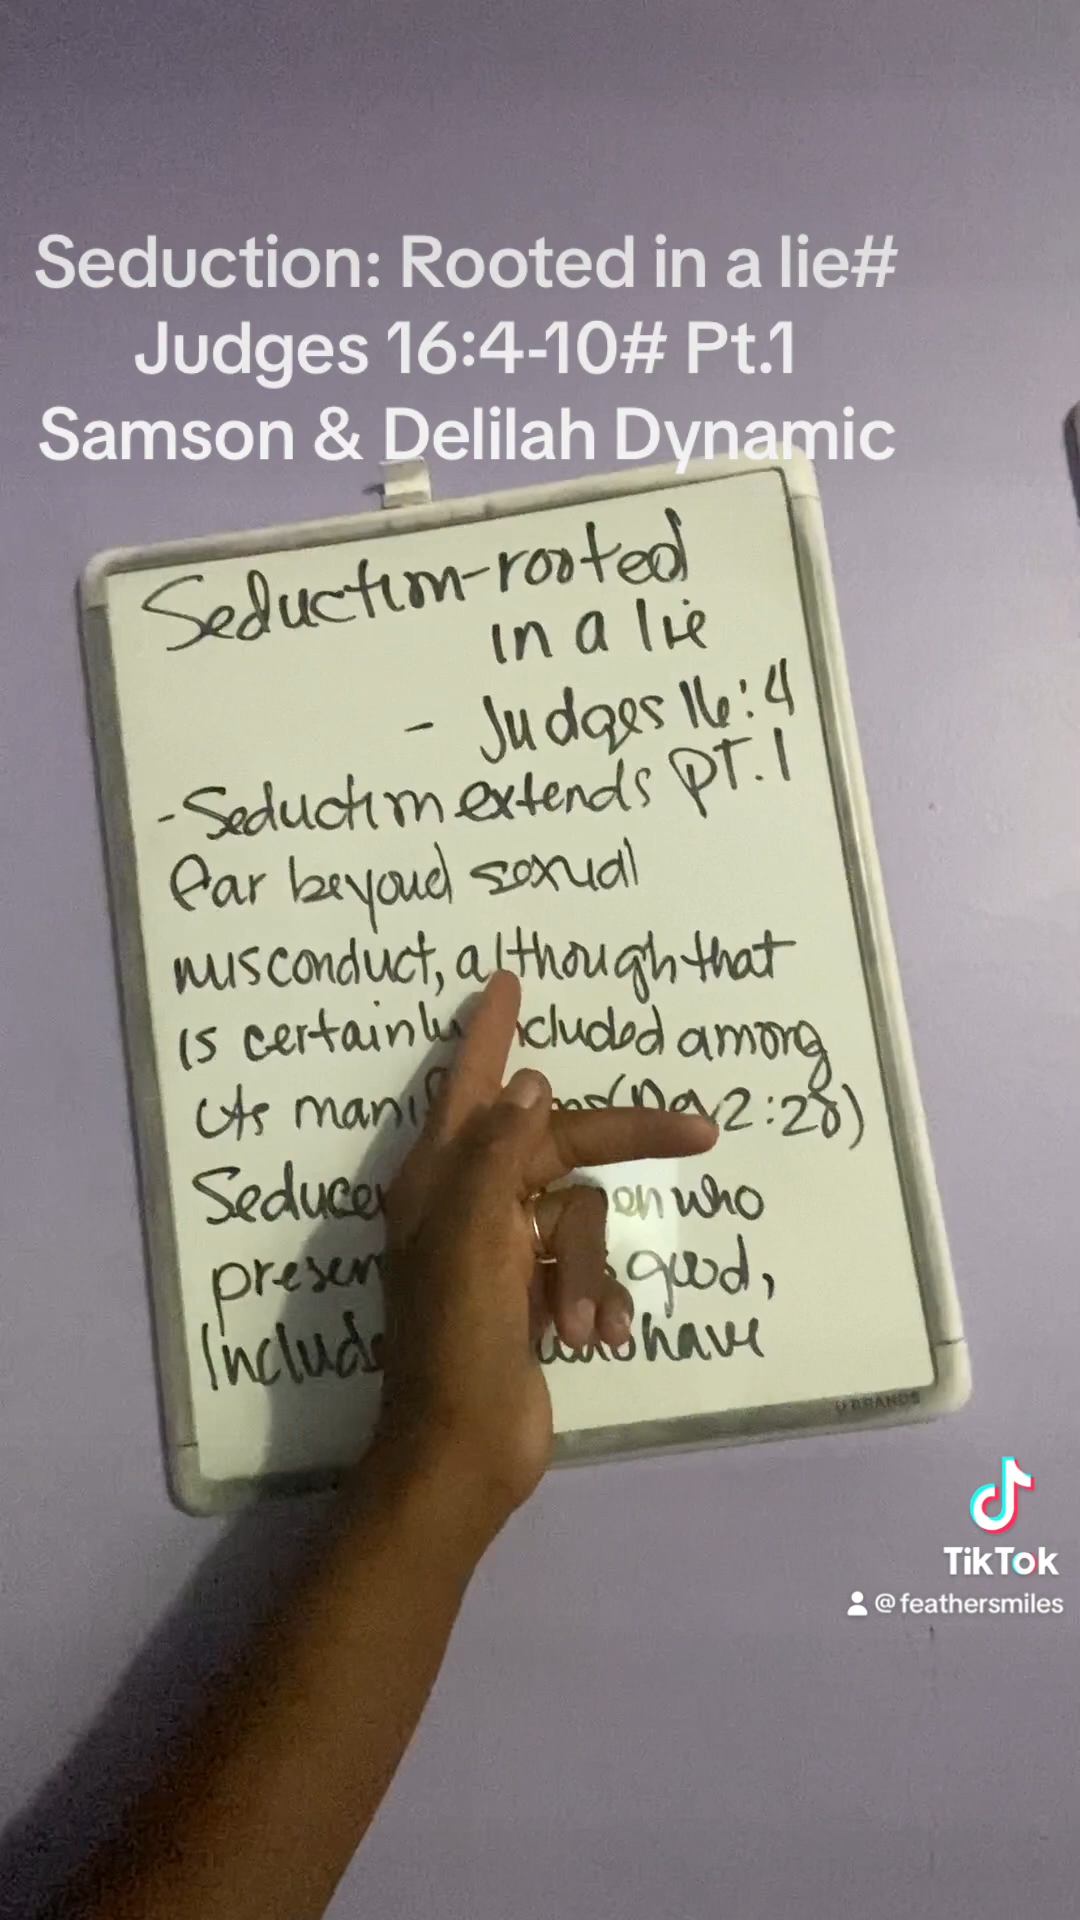 Seduction: Rooted in a lie#
Judges 16:4-10# Pt.1
Samson & Delilah Dynamic
Seduction-rooted
in a lie
- Judges 16:4
Pt.1
-Seduction extends
far beyond sexual
misconduct, although that
is certainly included among
its 2:20)
who
good,
have
U BRANDS
TikTok
@feathersmiles